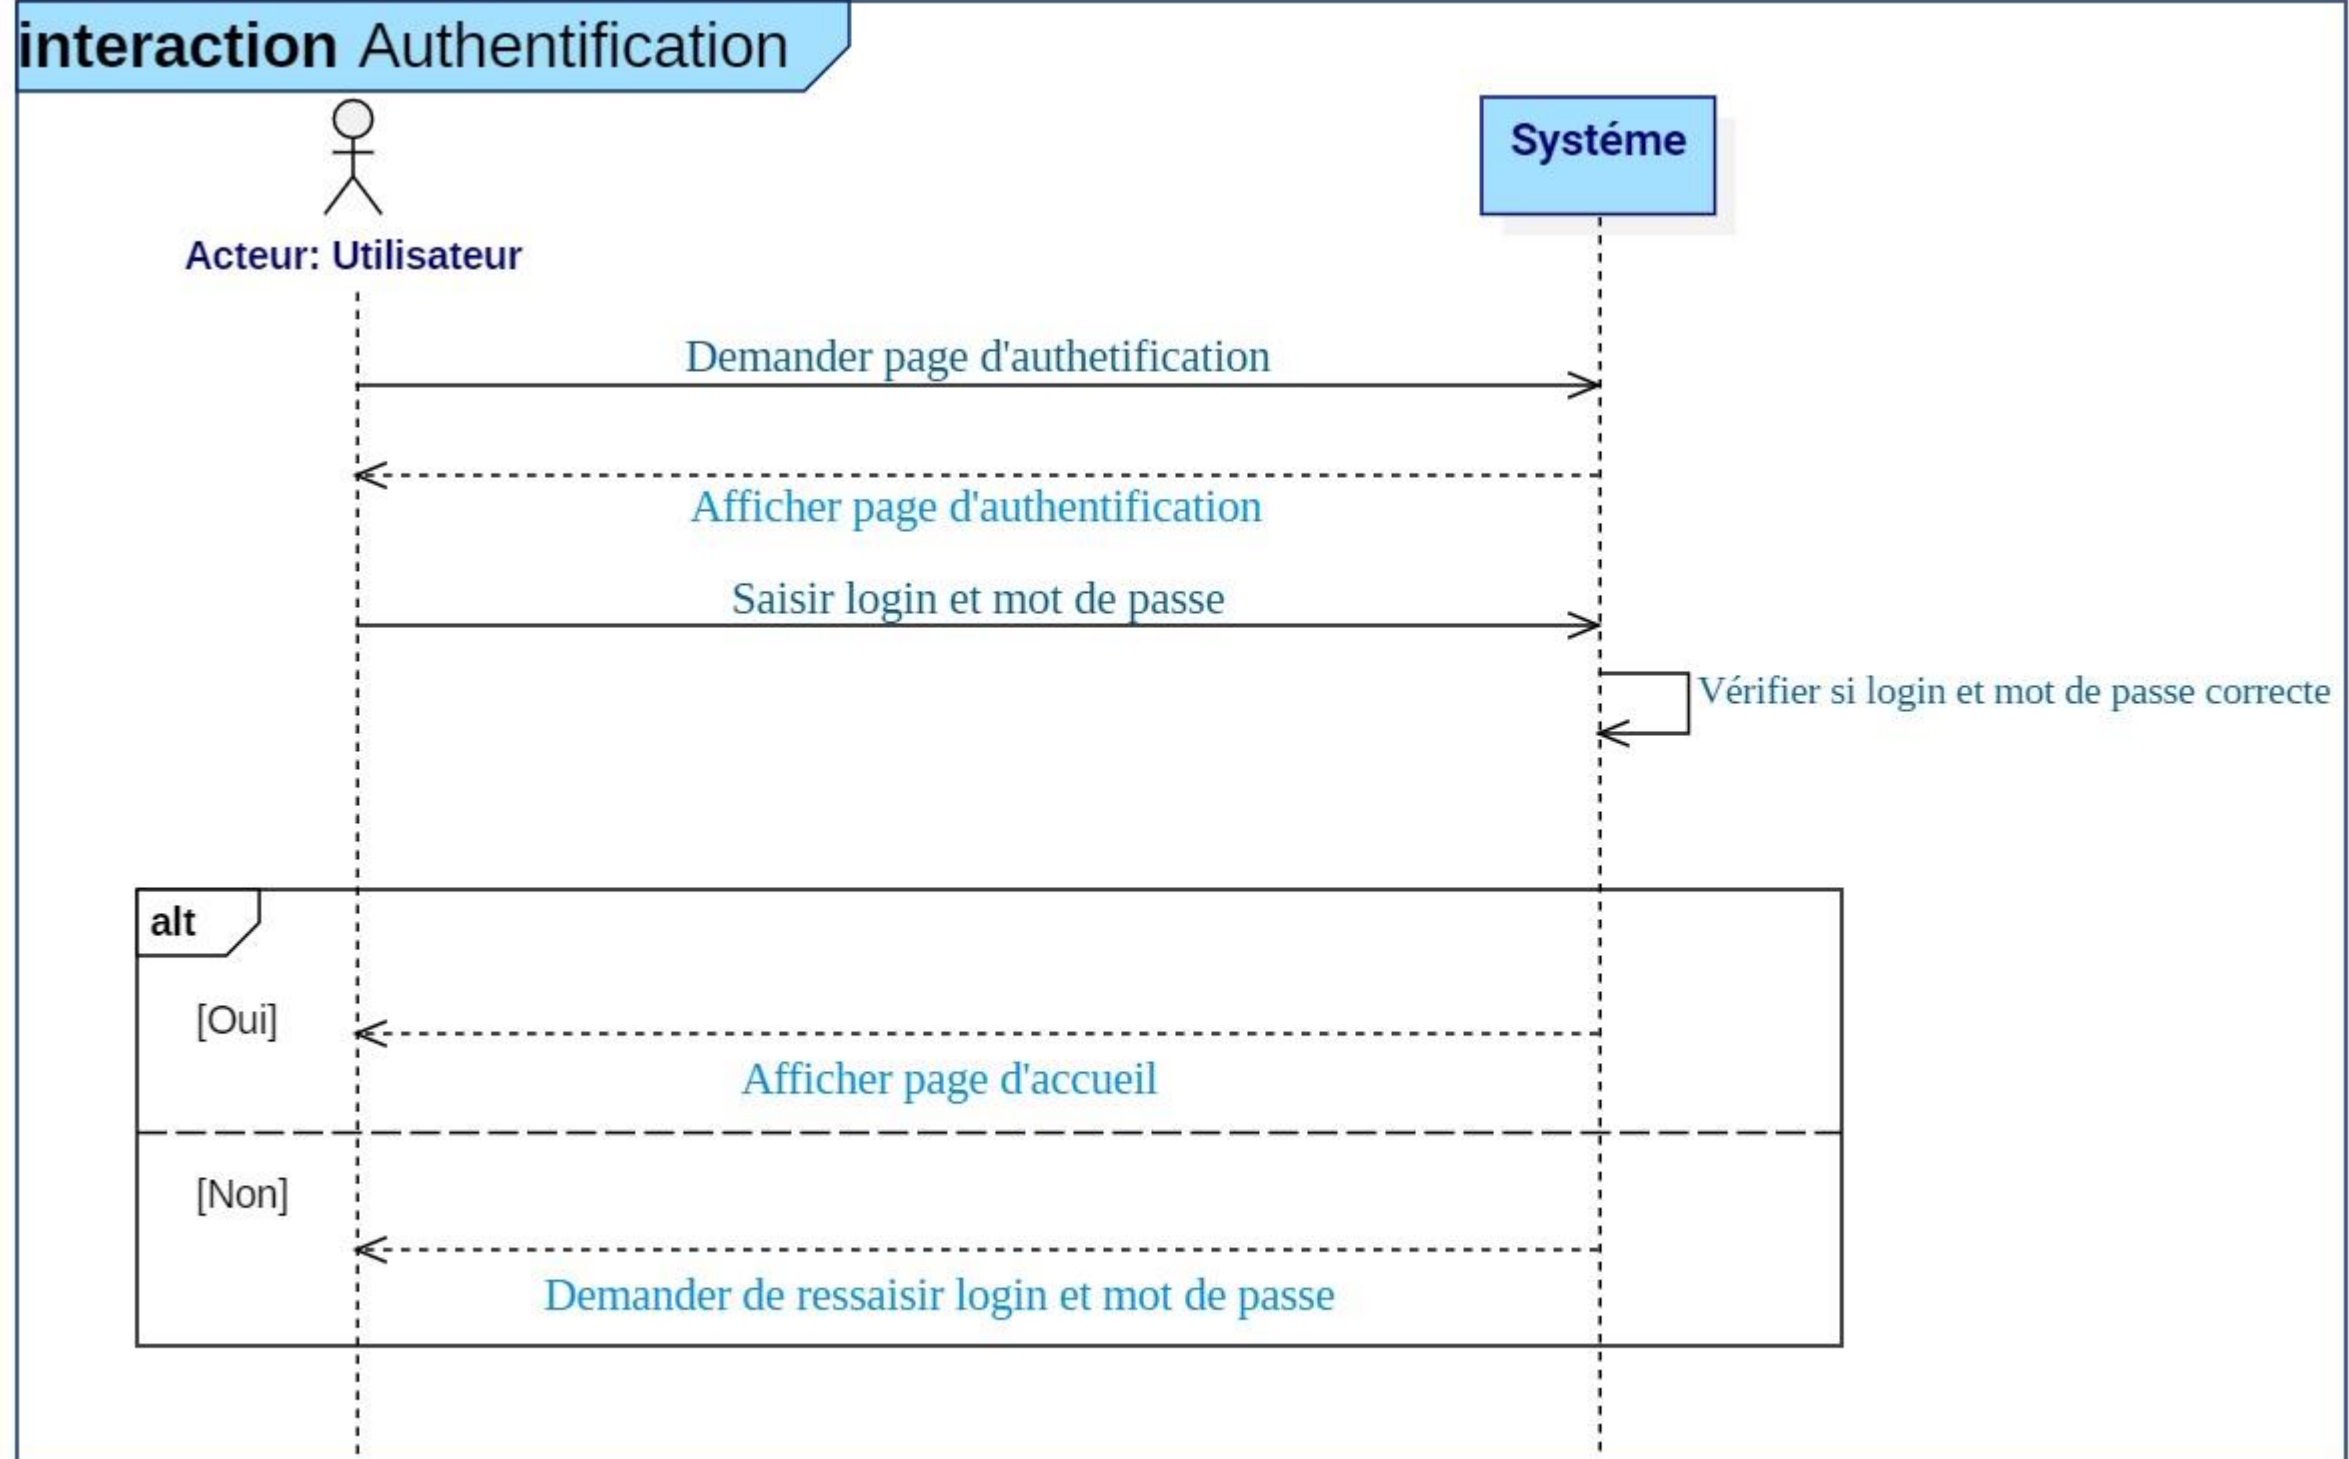 interaction Authentification
Systéme
Acteur: Utilisateur
Demander page d'authetification
Afficher page d'authentification
Saisir login et mot de passe
Vérifier si login et mot de passe correcte
alt
[Oui]
Afficher page d'accueil
[Non]
Demander de ressaisir login et mot de passe